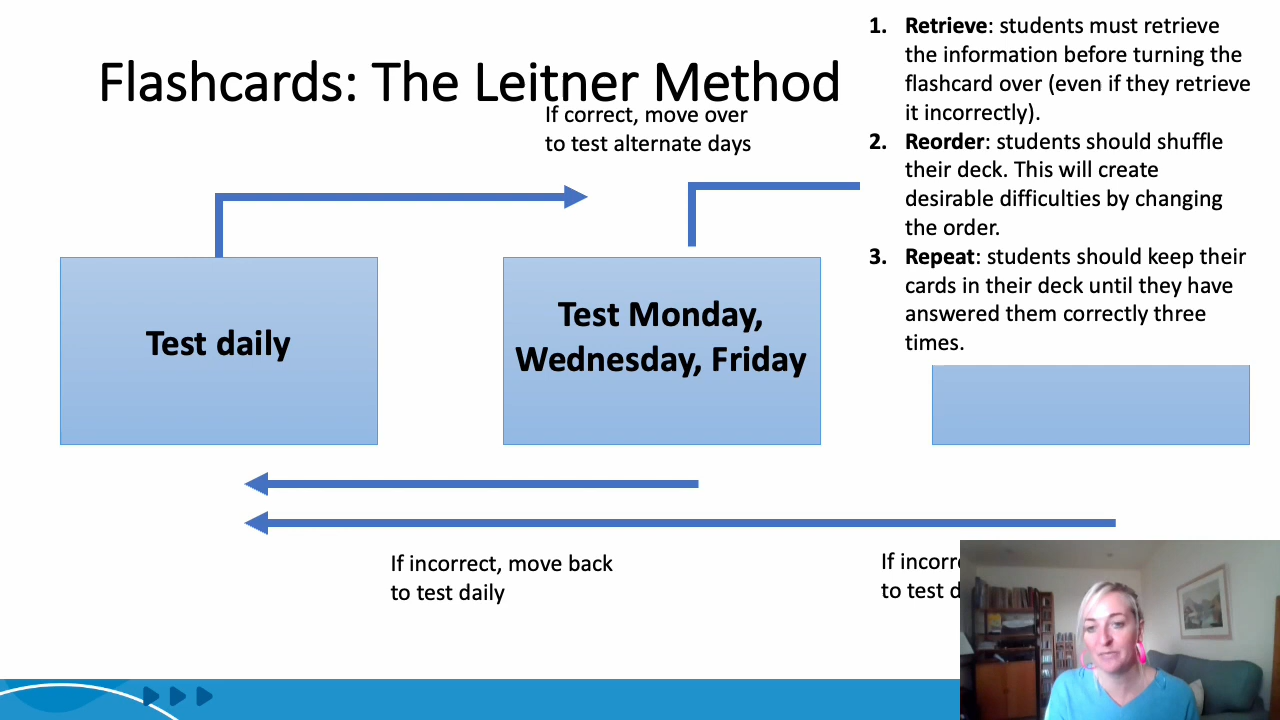 Flashcards: The Leitner Method
If correct, move over
to test alternate days
1. Retrieve: students must retrieve
the information before turning the
flashcard over (even if they retrieve
it incorrectly).
2. Reorder: students should shuffle
their deck. This will create
desirable difficulties by changing
the order.
3. Repeat: students should keep their
cards in their deck until they have
answered them correctly three
times.
Test daily
Test Monday,
Wednesday, Friday
If incorrect, move back
to test daily
If
to test